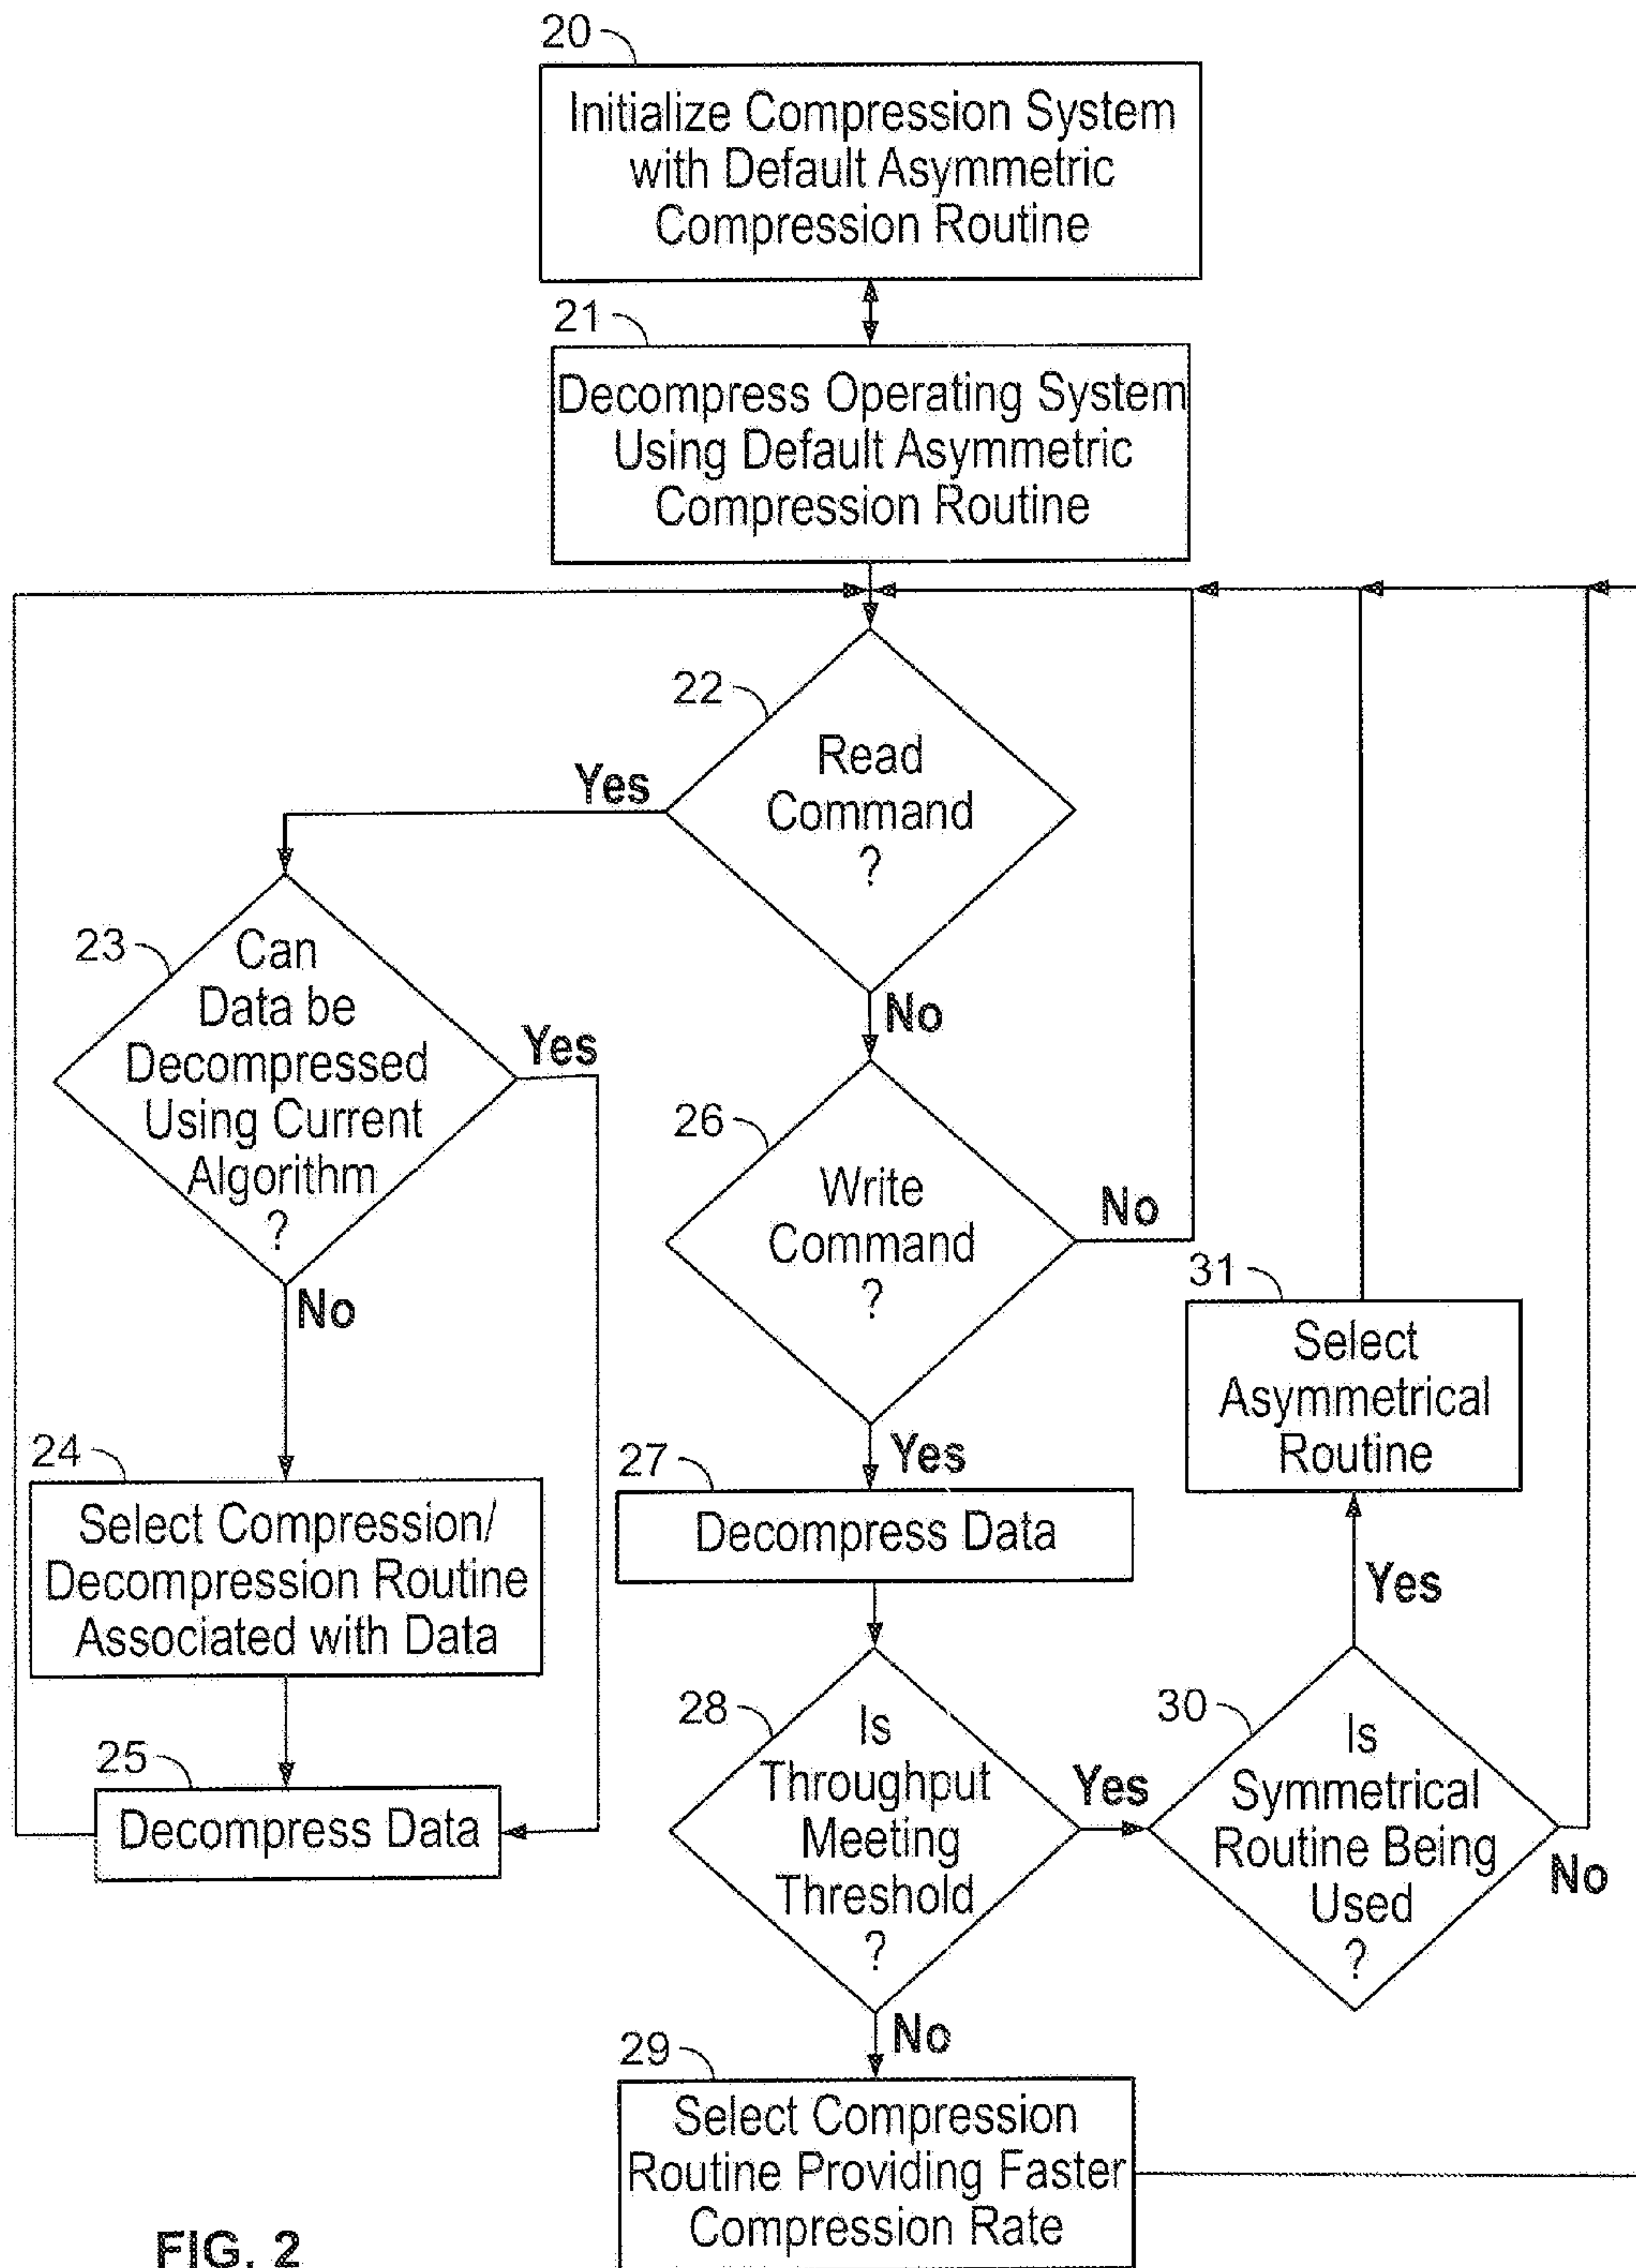 20
Initialize Compression System
with Default Asymmetric
Compression Routine
21
Decompress Operating System
Using Default Asymmetric
Compression Routine
22
Read
Command
?
Yes
No
23
Can
Data be
Decompressed
Using Current
Algorithm
?
Yes
No
24
Select Compression/
Decompression Routine
Associated with Data
25
Decompress Data
26
Write
Command
?
No
Yes
27
Decompress Data
28
Is
Throughput
Meeting
Threshold
?
Yes
No
29
Select Compression
Routine Providing Faster
Compression Rate
30
Is
Symmetrical
Routine Being
Used
?
Yes
No
31
Select
Asymmetrical
Routine
FIG. 2